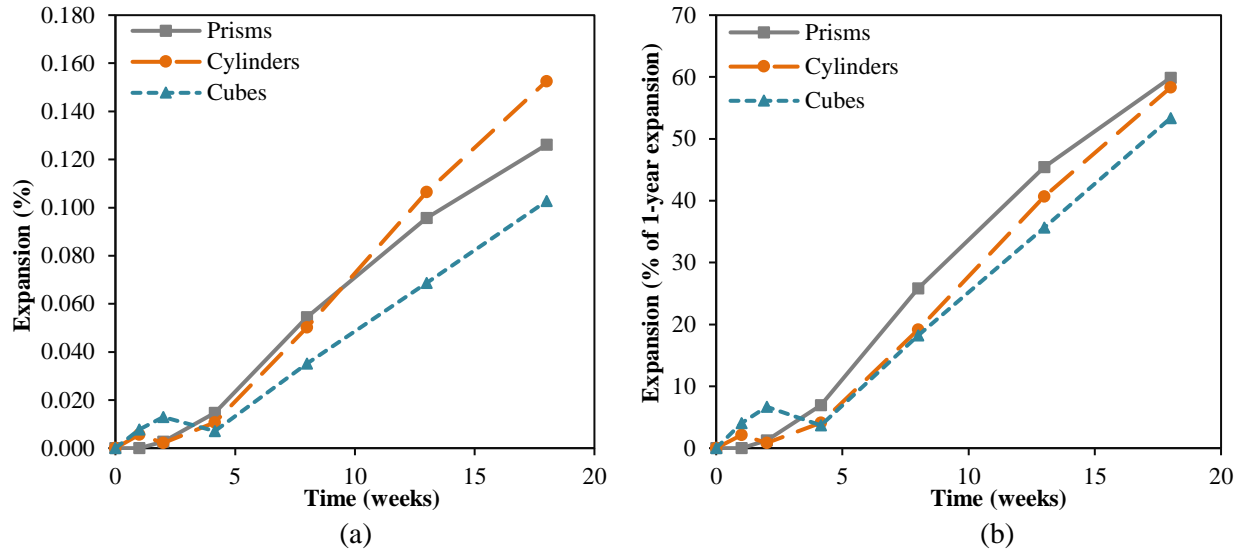 0.180
0.160
0.140
0.120
0.100
0.080
0.060
0.040
0.020
0.000
Expansion (%)
Prisms
Cylinders
Cubes
0 5 10 15 20
Time (weeks)
(a)
70
60
50
40
30
20
10
0
Expansion (% of 1-year expansion)
Prisms
Cylinders
Cubes
0 5 10 15 20
Time (weeks)
(b)